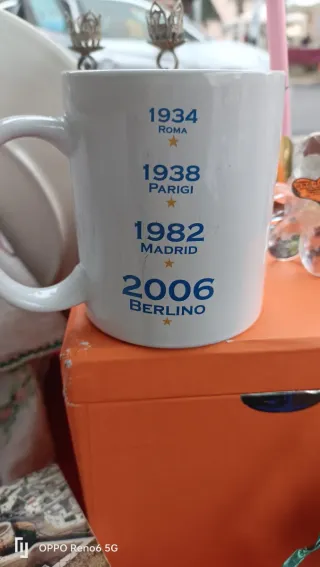 1934
ROMA
1938
PARIGI
1982
MADRID
2006
BERLINO
OPPO Reno6 5G